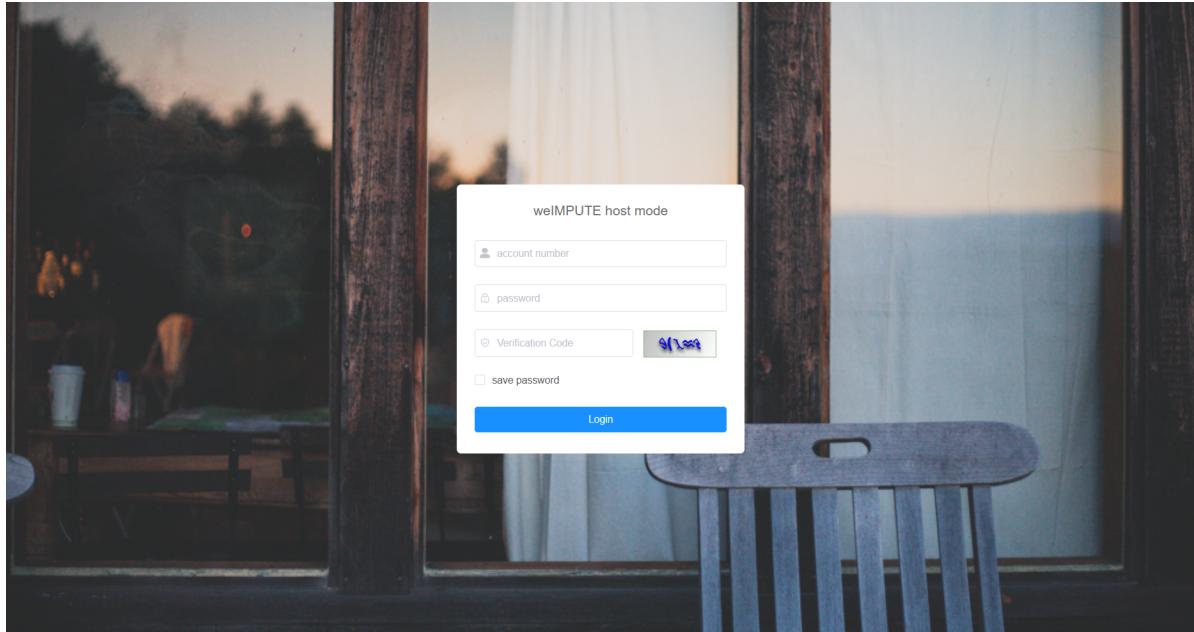 weIMPUTE host mode
account number
password
Verification Code
save password
Login